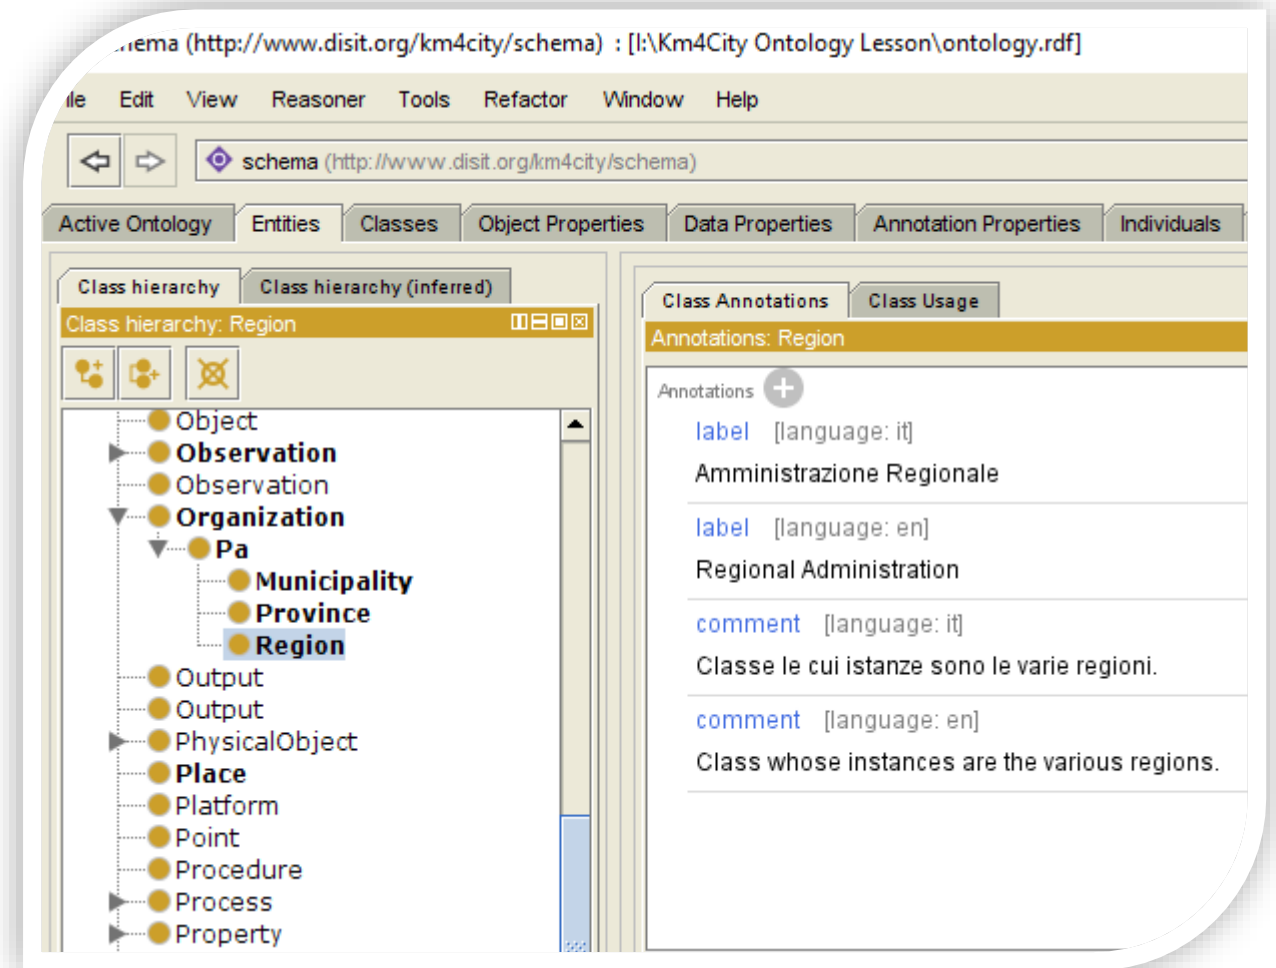 (http://www.disit.org/km4city/schema) : [I:\Km4City Ontology Lesson\ontology.rdf]
Edit View Reasoner Tools Refactor Window Help
schema (http://www.disit.org/km4city/schema)
Active Ontology Entities Classes Object Properties Data Properties Annotation Properties Individuals
Class hierarchy Class hierarchy (inferred)
Class hierarchy: Region
Object
Observation
Observation
Organization
Pa
Municipality
Province
Region
Output
Output
PhysicalObject
Place
Platform
Point
Procedure
Process
Property
Class Annotations Class Usage
Annotations: Region
Annotations
label [language: it]
Amministrazione Regionale
label [language: en]
Regional Administration
comment [language: it]
Classe le cui istanze sono le varie regioni.
comment [language: en]
Class whose instances are the various regions.